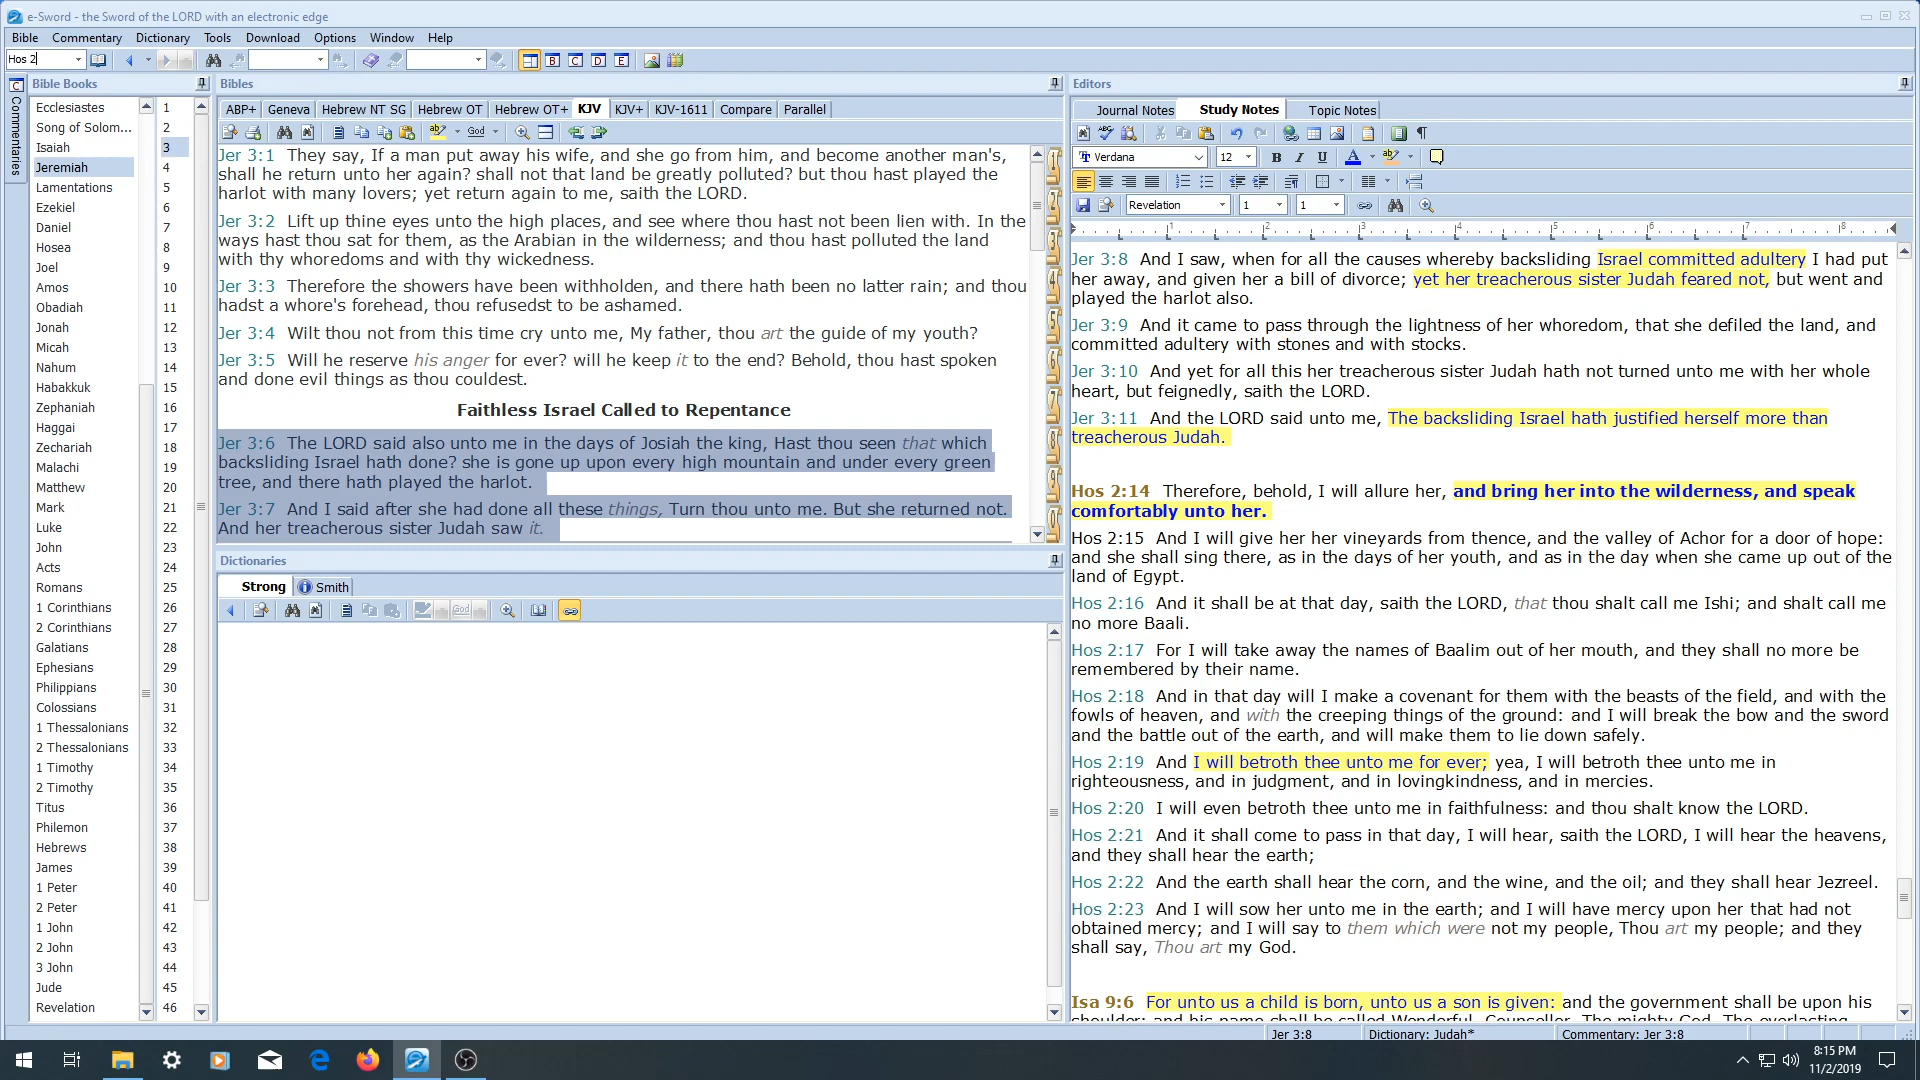 e-Sword - the Sword of the LORD with an electronic edge
Bible Commentary Dictionary Tools Download Options Window Help
Hos 2
B C D E
Commentaries
Bible Books
Ecclesiastes 1
Song of Solom... 2
Isaiah 3
Jeremiah 4
Lamentations 5
Ezekiel 6
Daniel 7
Hosea 8
Joel 9
Amos 10
Obadiah 11
Jonah 12
Micah 13
Nahum 14
Habakkuk 15
Zephaniah 16
Haggai 17
Zechariah 18
Malachi 19
Matthew 20
Mark 21
Luke 22
John 23
Acts 24
Romans 25
1 Corinthians 26
2 Corinthians 27
Galatians 28
Ephesians 29
Philippians 30
Colossians 31
1 Thessalonians 32
2 Thessalonians 33
1 Timothy 34
2 Timothy 35
Titus 36
Philemon 37
Hebrews 38
James 39
1 Peter 40
2 Peter 41
1 John 42
2 John 43
3 John 44
Jude 45
Revelation 46
Bibles
ABP+ Geneva Hebrew NT SG Hebrew OT Hebrew OT+ KJV KJV+ KJV-1611 Compare Parallel
God
Jer 3:1 They say, If a man put away his wife, and she go from him, and become another man's,
shall he return unto her again? shall not that land be greatly polluted? but thou hast played the
harlot with many lovers; yet return again to me, saith the LORD.
Jer 3:2 Lift up thine eyes unto the high places, and see where thou hast not been lien with. In the
ways hast thou sat for them, as the Arabian in the wilderness; and thou hast polluted the land
with thy whoredoms and with thy wickedness.
Jer 3:3 Therefore the showers have been withholden, and there hath been no latter rain; and thou
hadst a whore's forehead, thou refusedst to be ashamed.
Jer 3:4 Wilt thou not from this time cry unto me, My father, thou art the guide of my youth?
Jer 3:5 Will he reserve his anger for ever? will he keep it to the end? Behold, thou hast spoken
and done evil things as thou couldest.
Faithless Israel Called to Repentance
Jer 3:6 The LORD said also unto me in the days of Josiah the king, Hast thou seen that which
backsliding Israel hath done? she is gone up upon every high mountain and under every green
tree, and there hath played the harlot.
Jer 3:7 And I said after she had done all these things, Turn thou unto me. But she returned not.
And her treacherous sister Judah saw it.
1
2
3
4
5
6
7
8
9
0
Dictionaries
Strong Smith
God
Editors
Journal Notes Study Notes Topic Notes
Verdana 12 B I U A
Revelation 1 1
1 2 3 4 5 6 7 8
Jer 3:8 And I saw, when for all the causes whereby backsliding Israel committed adultery I had put
her away, and given her a bill of divorce; yet her treacherous sister Judah feared not, but went and
played the harlot also.
Jer 3:9 And it came to pass through the lightness of her whoredom, that she defiled the land, and
committed adultery with stones and with stocks.
Jer 3:10 And yet for all this her treacherous sister Judah hath not turned unto me with her whole
heart, but feignedly, saith the LORD.
Jer 3:11 And the LORD said unto me, The backsliding Israel hath justified herself more than
treacherous Judah.
Hos 2:14 Therefore, behold, I will allure her, and bring her into the wilderness, and speak
comfortably unto her.
Hos 2:15 And I will give her her vineyards from thence, and the valley of Achor for a door of hope:
and she shall sing there, as in the days of her youth, and as in the day when she came up out of the
land of Egypt.
Hos 2:16 And it shall be at that day, saith the LORD, that thou shalt call me Ishi; and shalt call me
no more Baali.
Hos 2:17 For I will take away the names of Baalim out of her mouth, and they shall no more be
remembered by their name.
Hos 2:18 And in that day will I make a covenant for them with the beasts of the field, and with the
fowls of heaven, and with the creeping things of the ground: and I will break the bow and the sword
and the battle out of the earth, and will make them to lie down safely.
Hos 2:19 And I will betroth thee unto me for ever; yea, I will betroth thee unto me in
righteousness, and in judgment, and in lovingkindness, and in mercies.
Hos 2:20 I will even betroth thee unto me in faithfulness: and thou shalt know the LORD.
Hos 2:21 And it shall come to pass in that day, I will hear, saith the LORD, I will hear the heavens,
and they shall hear the earth;
Hos 2:22 And the earth shall hear the corn, and the wine, and the oil; and they shall hear Jezreel.
Hos 2:23 And I will sow her unto me in the earth; and I will have mercy upon her that had not
obtained mercy; and I will say to them which were not my people, Thou art my people; and they
shall say, Thou art my God.
Isa 9:6 For unto us a child is born, unto us a son is given: and the government shall be upon his
shoulder: and his name shall be called Wonderful, Counsellor, The mighty God, The everlasting
Jer 3:8 Dictionary: Judah* Commentary: Jer 3:8
8:15 PM
11/2/2019